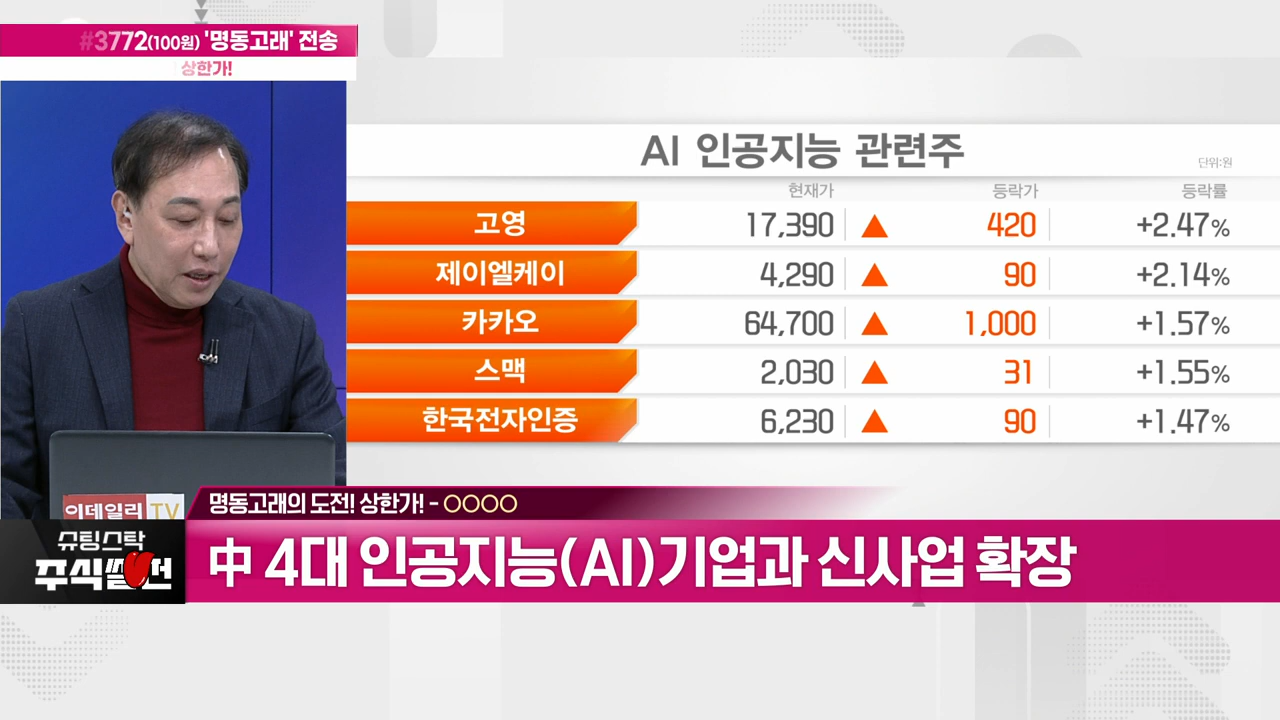 #3772(100원) '명동고래' 전송
상한가!
AI 인공지능 관련주
단위:원
현재가 등락가 등락률
고영 17,390 ▲ 420 +2.47%
제이엘케이 4,290 ▲ 90 +2.14%
카카오 64,700 ▲ 1,000 +1.57%
스맥 2,030 ▲ 31 +1.55%
한국전자인증 6,230 ▲ 90 +1.47%
이데일리 TV
명동고래의 도전! 상한가! - ○○○○
슈팅스탁
주식썰전
中 4대 인공지능(AI)기업과 신사업 확장